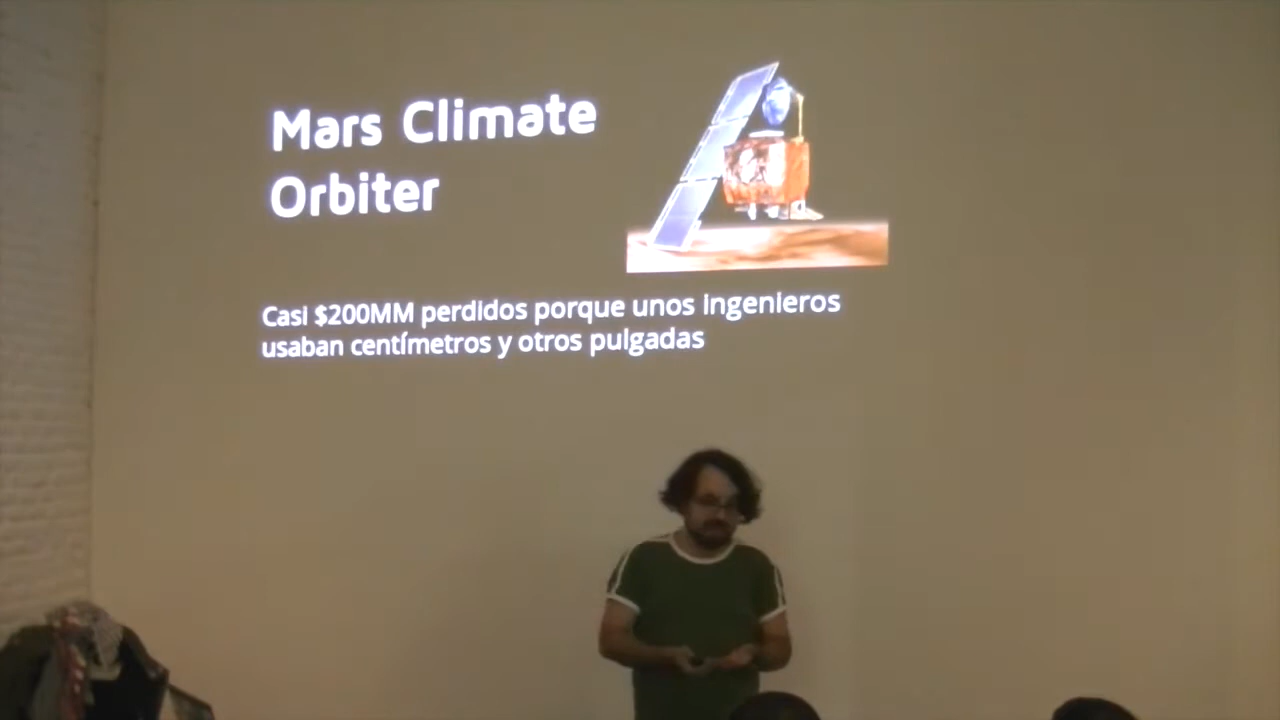 Mars Climate
Orbiter
Casi $200MM perdidos porque unos ingenieros
usaban centímetros y otros pulgadas